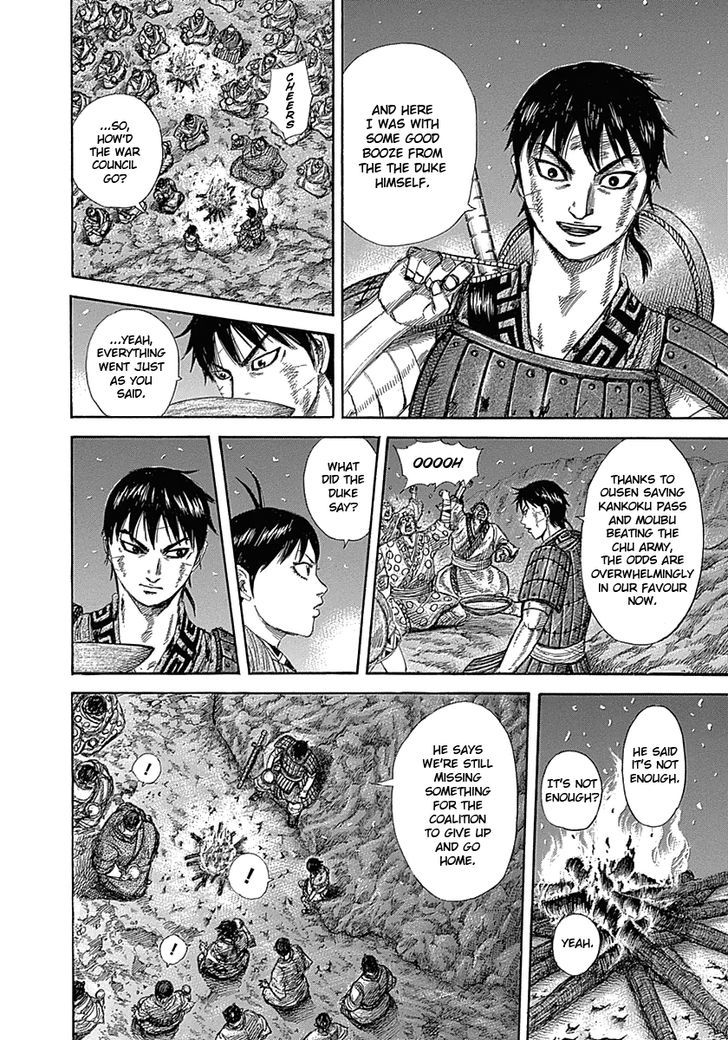 AND HERE
I WAS WITH
SOME GOOD
BOOZE FROM
THE THE DUKE
HIMSELF.
CHEERS
...SO,
HOW'D
THE WAR
COUNCIL
GO?
...YEAH,
EVERYTHING
WENT JUST
AS YOU
SAID.
THANKS TO
OUSEN SAVING
KANKOKU PASS
AND MOUBU
BEATING THE
CHU ARMY,
THE ODDS ARE
OVERWHELMINGLY
IN OUR FAVOUR
NOW.
OOOOH
WHAT
DID THE
DUKE
SAY?
HE SAID
IT'S NOT
ENOUGH.
IT'S NOT
ENOUGH?
YEAH.
HE SAYS
WE'RE STILL
MISSING
SOMETHING
FOR THE
COALITION
TO GIVE UP
AND GO
HOME.
!
!